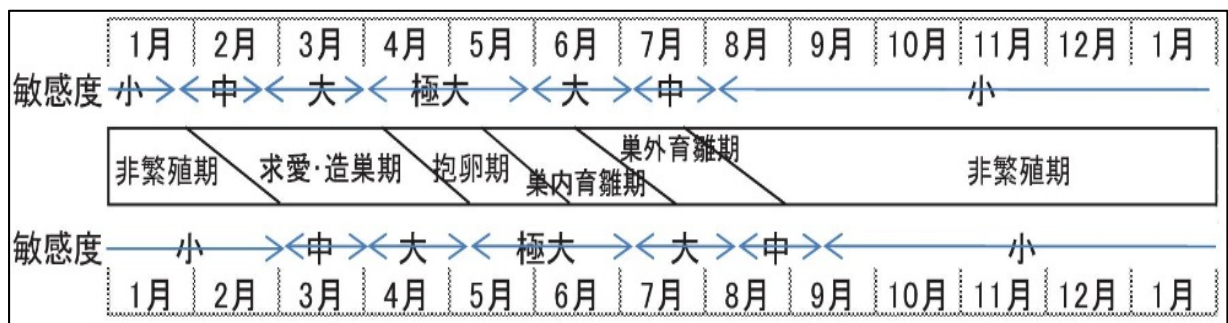 1月 2月 3月 4月 5月 6月 7月 8月 9月 10月 11月 12月 1月
敏感度 小 中 大 極大 大 中 小
非繁殖期 求愛・造巣期 抱卵期 巣内育雛期 巣外育雛期 非繁殖期
敏感度 小 中 大 極大 大 中 小
1月 2月 3月 4月 5月 6月 7月 8月 9月 10月 11月 12月 1月